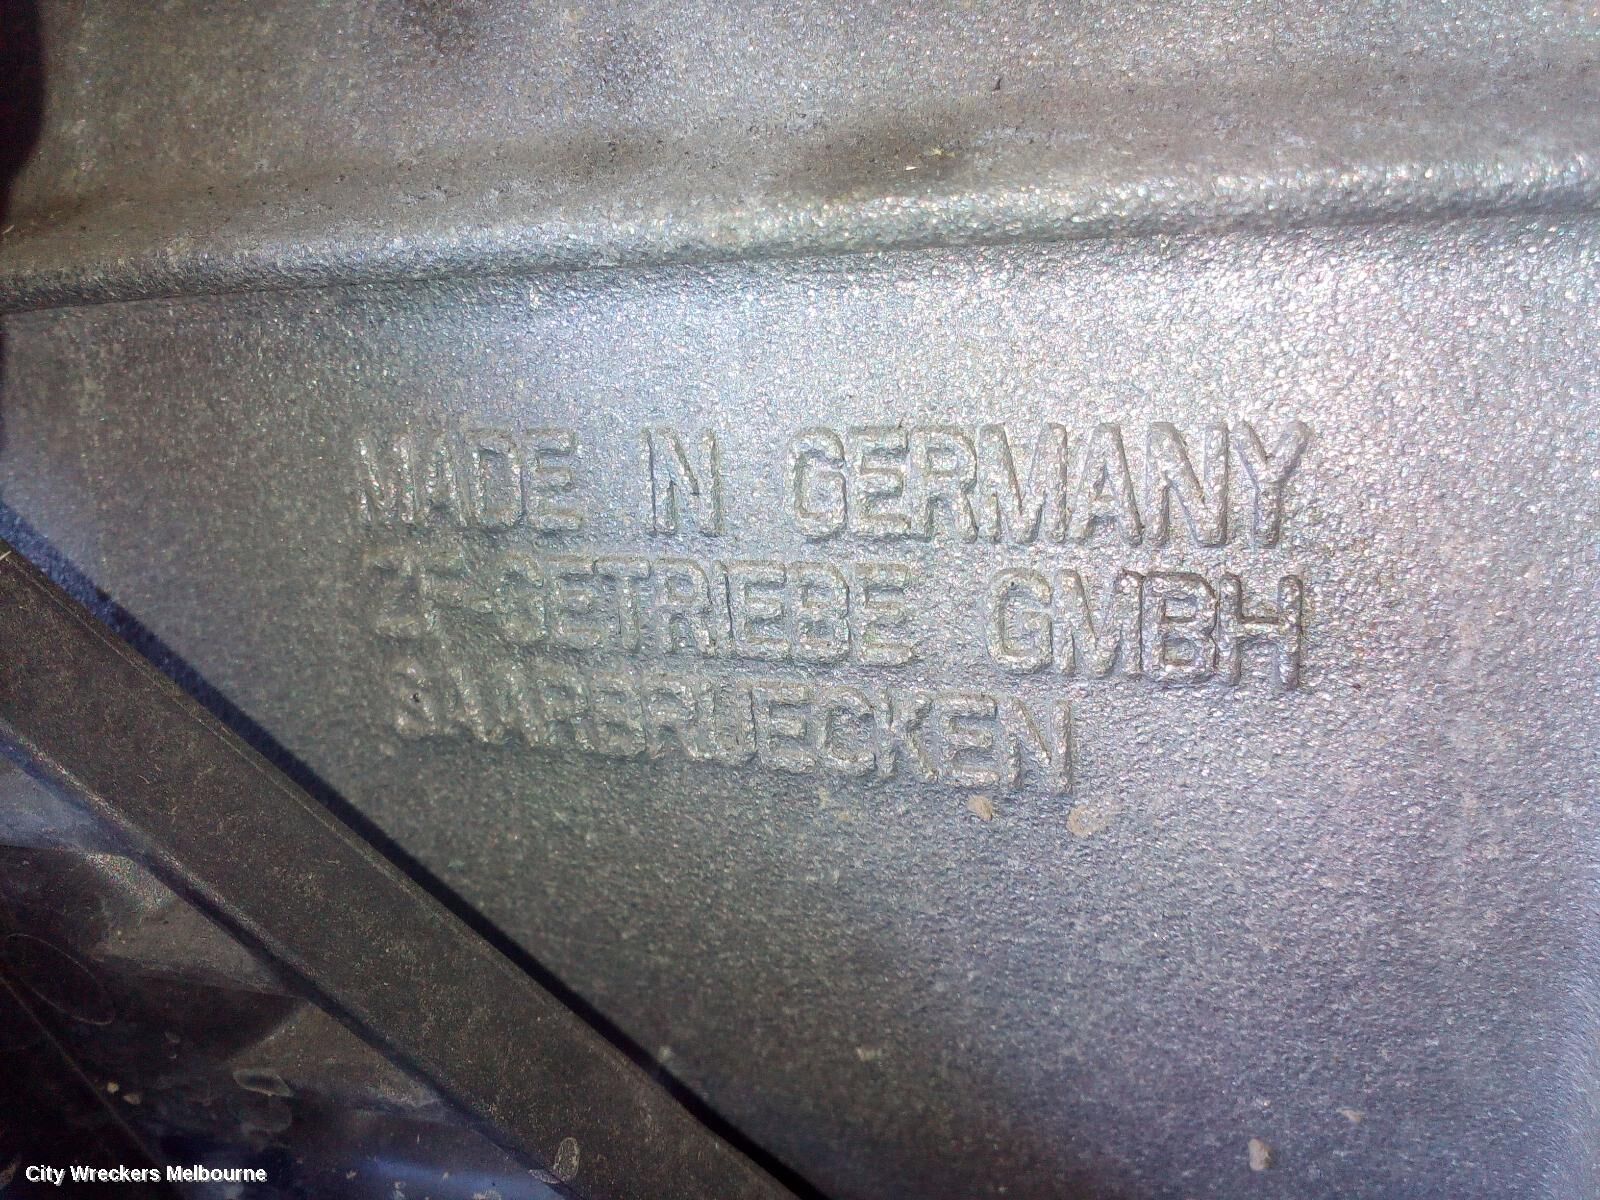 MADE IN GERMANY
ZF-GETRIEBE GMBH
SAARBRUECKEN
City Wreckers Melbourne